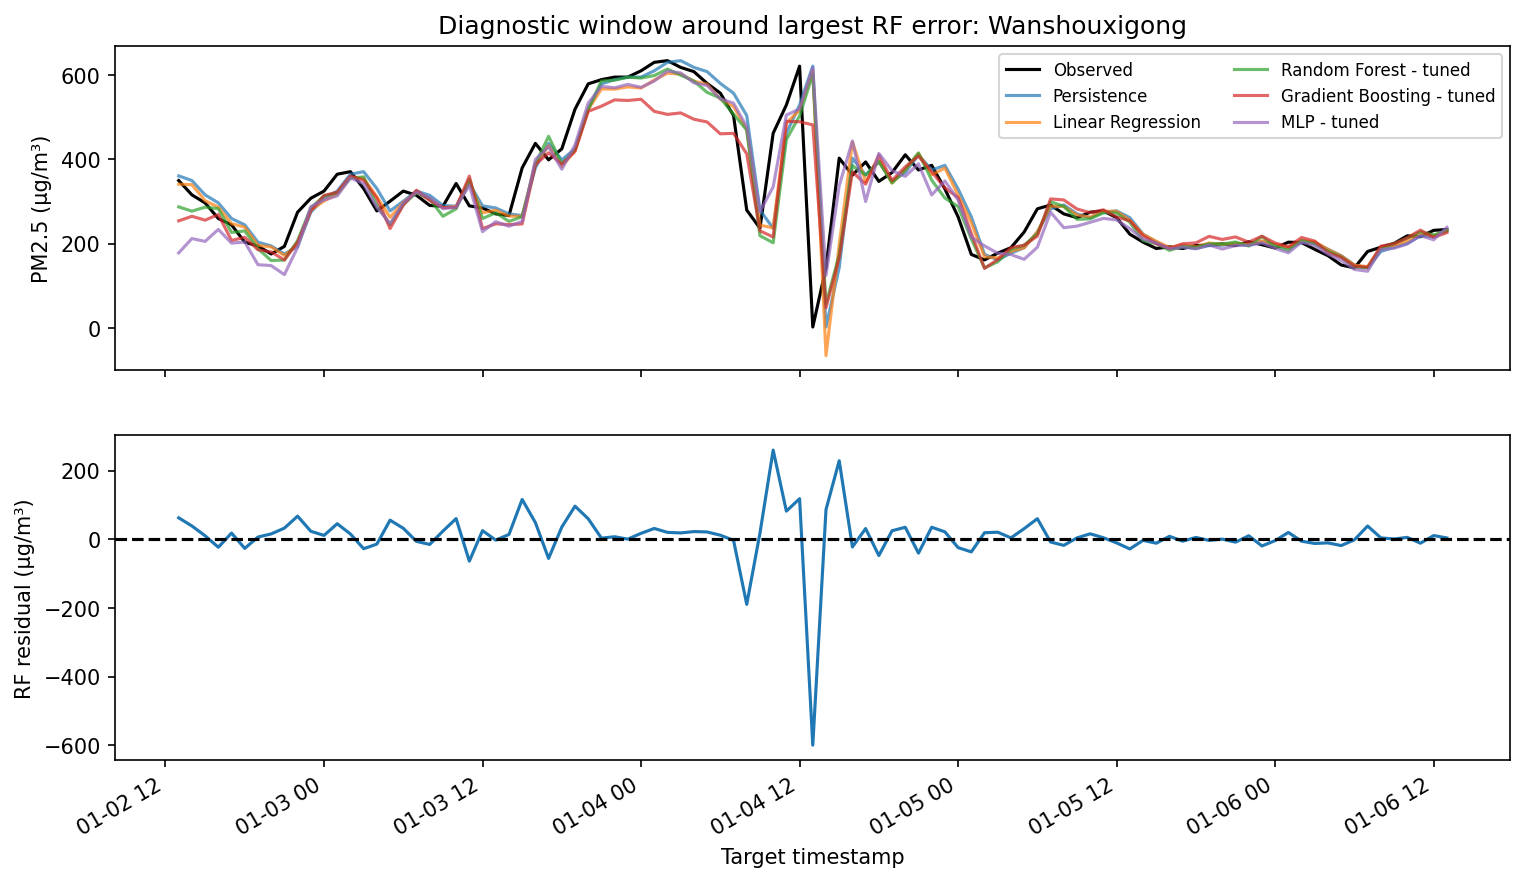 Diagnostic window around largest RF error: Wanshouxigong
PM2.5 (µg/m³)
600
400
200
0
Observed
Persistence
Linear Regression
Random Forest - tuned
Gradient Boosting - tuned
MLP - tuned
RF residual (µg/m³)
200
0
−200
−400
−600
01-02 12
01-03 00
01-03 12
01-04 00
01-04 12
01-05 00
01-05 12
01-06 00
01-06 12
Target timestamp